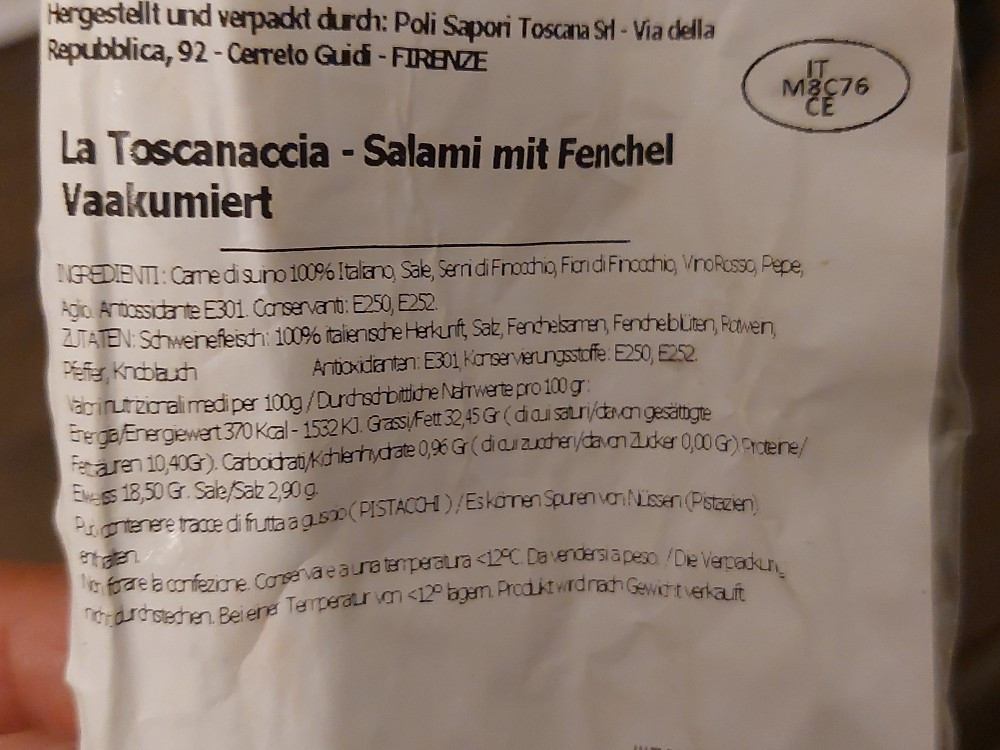 Hergestellt und verpackt durch: Poli Sapori Toscana Srl - Via della
Repubblica, 92 - Cerreto Guidi - FIRENZE
IT
M8C76
CE
La Toscanaccia - Salami mit Fenchel
Vaakumiert
INGREDIENTI: Carne di suino 100% Italiano, Sale, Semi di Finocchio, Fiori di Finocchio, Vino Rosso, Pepe,
Aglio. Antiossidante E301. Conservanti: E250, E252.
ZUTATEN: Schweinefleisch: 100% italienische Herkunft, Salz, Fenchelsamen, Fenchelblüten, Rotwein,
Pfeffer, Knoblauch Antioxidanten: E301, Konservierungsstoffe: E250, E252.
Valori nutrizionali medi per 100g / Durchschbittliche Nährwerte pro 100 gr:
Energia/Energiewert 370 Kcal - 1532 KJ. Grassi/Fett 32,45 Gr ( di cui saturi/davon gesättigte
Fettsäuren 10,40Gr). Carboidrati/Kohlenhydrate 0,96 Gr ( di cui zuccheri/davon Zucker 0,00 Gr). Proteine/
Eiweiss 18,50 Gr. Sale/Salz 2,90 g.
Può contenere tracce di frutta a guscio ( PISTACCHI ) / Es können Spuren von Nüssen (Pistazien)
enthalten.
Non forare la confezione. Conservare a una temperatura <12°C. Da vendersi a peso. / Die Verpackung
nicht durchstechen. Bei einer Temperatur von <12° lagern. Produkt wird nach Gewicht verkauft